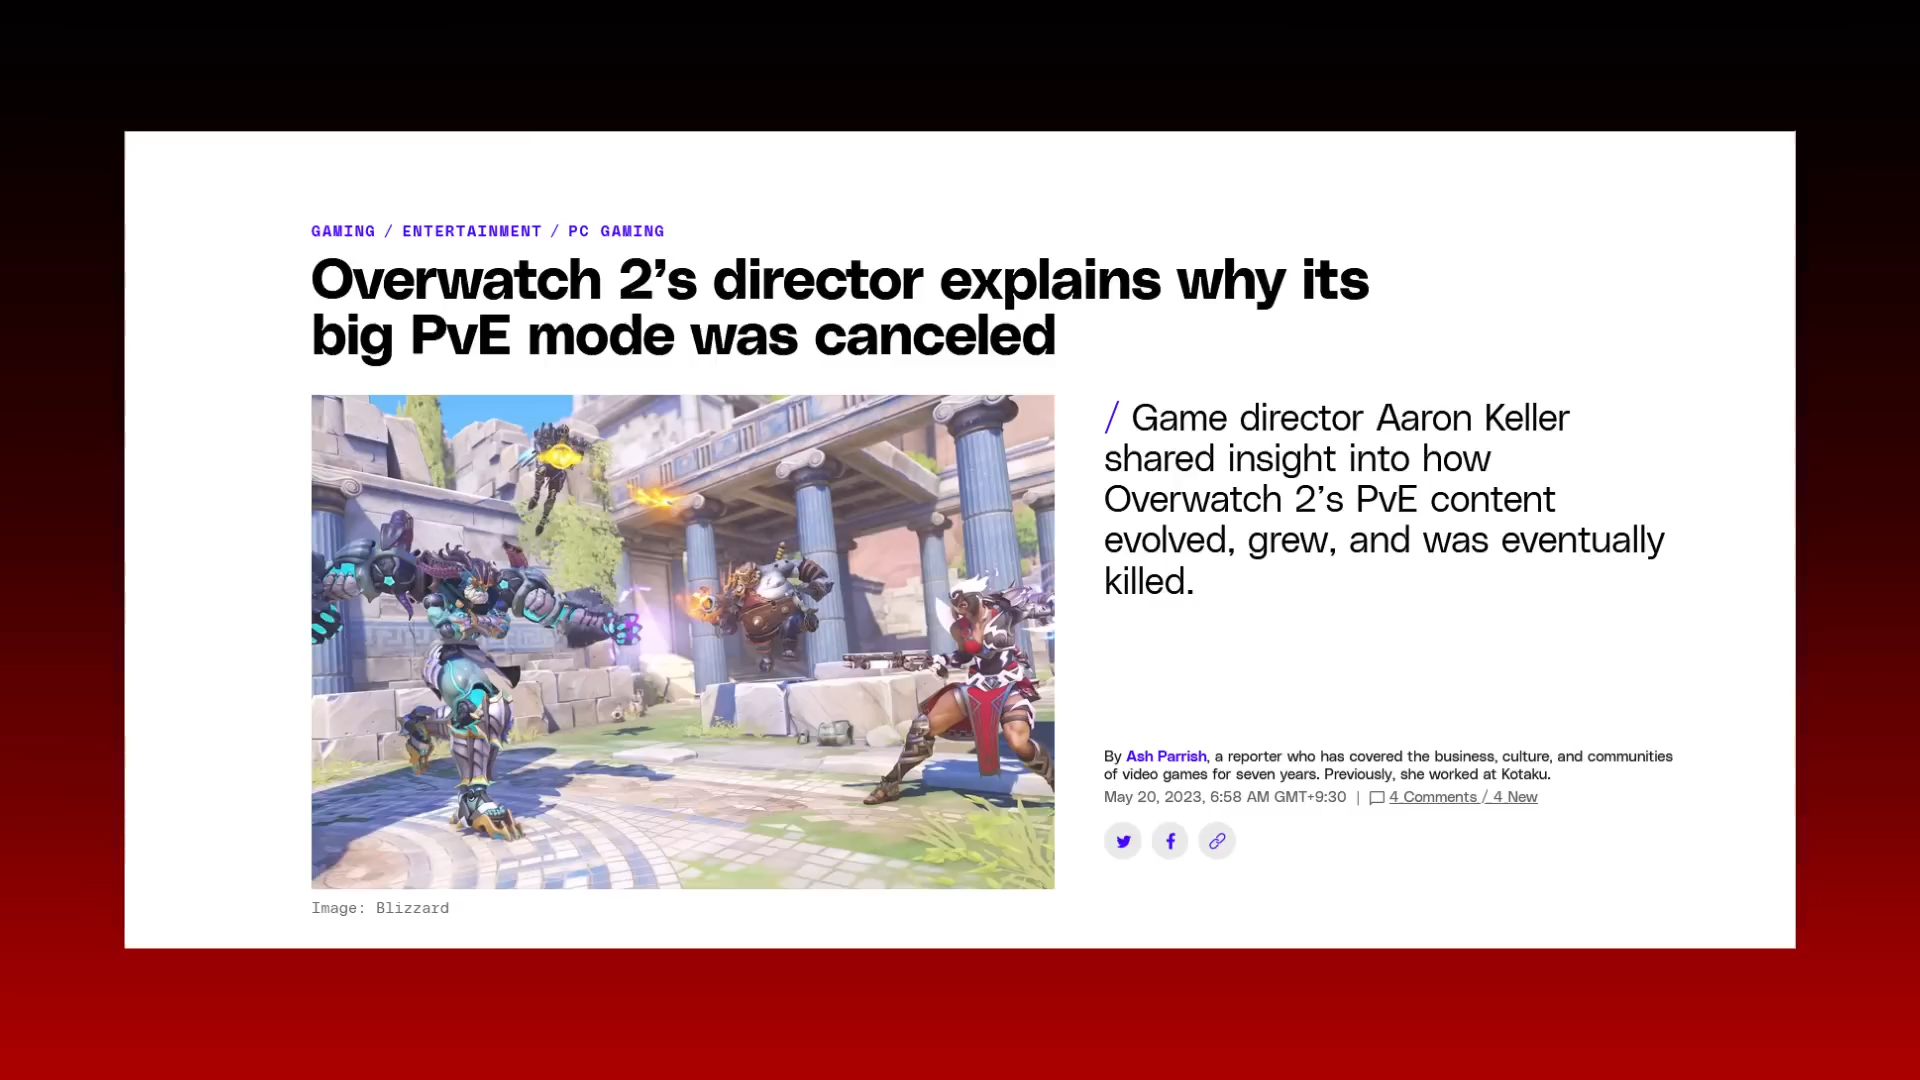 GAMING / ENTERTAINMENT / PC GAMING
Overwatch 2’s director explains why its
big PvE mode was canceled
/ Game director Aaron Keller
shared insight into how
Overwatch 2’s PvE content
evolved, grew, and was eventually
killed.
By Ash Parrish, a reporter who has covered the business, culture, and communities
of video games for seven years. Previously, she worked at Kotaku.
May 20, 2023, 6:58 AM GMT+9:30 | 4 Comments / 4 New
Image: Blizzard